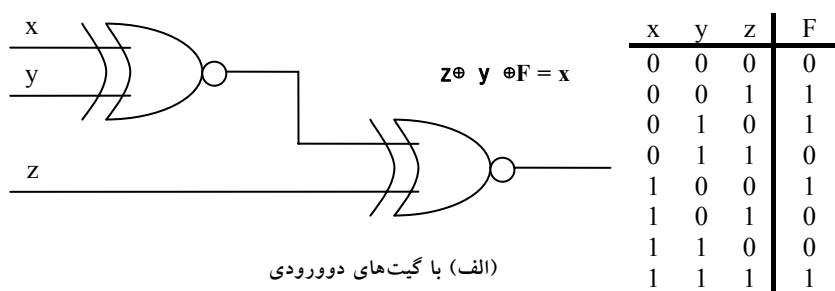 x
y
z
F = x ⊕ y ⊕ z
(الف) با گیت‌های دوورودی
x y z F
0 0 0 0
0 0 1 1
0 1 0 1
0 1 1 0
1 0 0 1
1 0 1 0
1 1 0 0
1 1 1 1